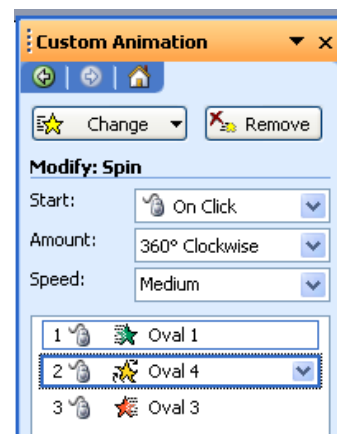 Custom Animation
Change Remove
Modify: Spin
Start: On Click
Amount: 360° Clockwise
Speed: Medium
1 Oval 1
2 Oval 4
3 Oval 3